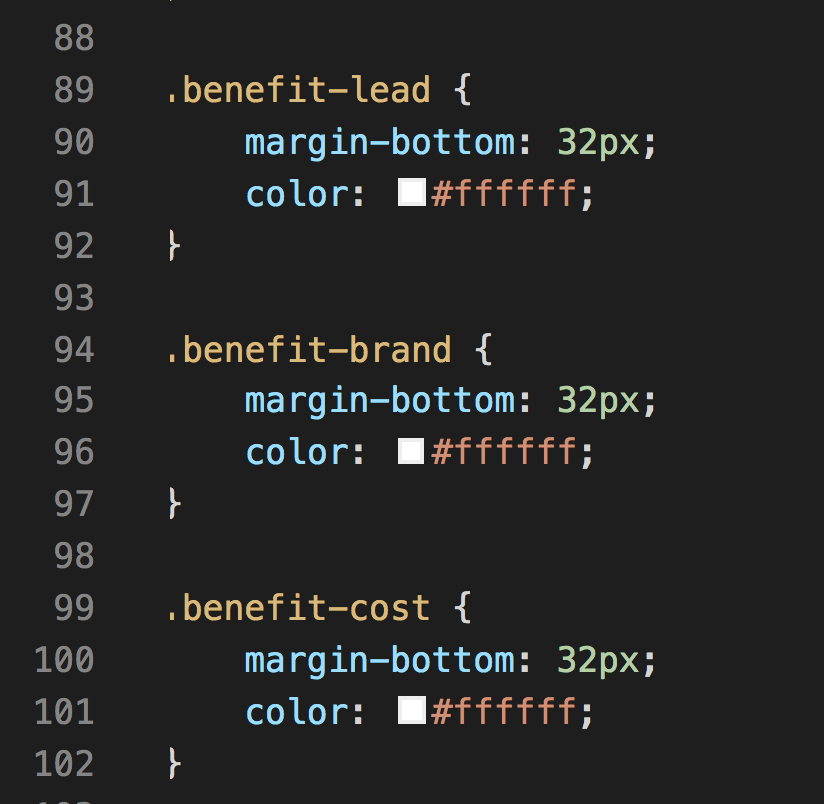 88
89 .benefit-lead {
90 margin-bottom: 32px;
91 color: #ffffff;
92 }
93
94 .benefit-brand {
95 margin-bottom: 32px;
96 color: #ffffff;
97 }
98
99 .benefit-cost {
100 margin-bottom: 32px;
101 color: #ffffff;
102 }